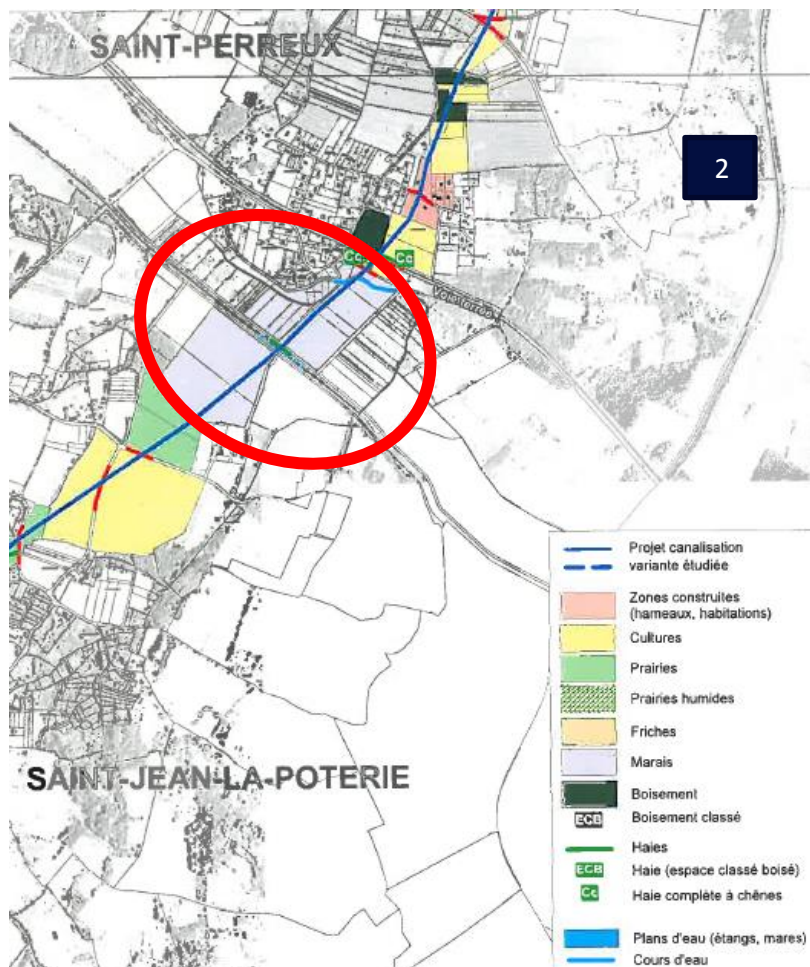 SAINT-PERREUX
2
Cc
Cc
Voie ferrée
SAINT-JEAN-LA-POTERIE
Projet canalisation
variante étudiée
Zones construites
(hameaux, habitations)
Cultures
Prairies
Prairies humides
Friches
Marais
Boisement
ECB
Boisement classé
Haies
ECB
Haie (espace classé boisé)
Cc
Haie complète à chênes
Plans d'eau (étangs, mares)
Cours d'eau